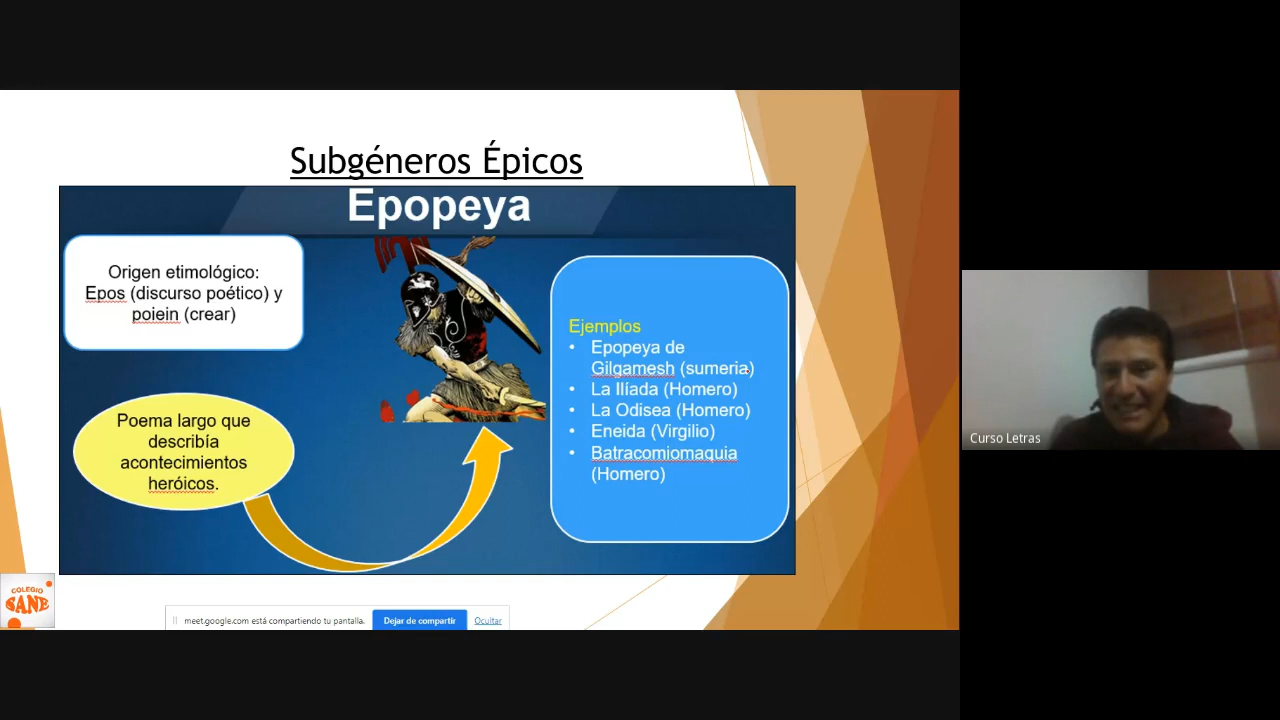 Subgéneros Épicos
Epopeya
Origen etimológico:
Epos (discurso poético) y
poiein (crear)
Poema largo que
describía
acontecimientos
heróicos.
Ejemplos
• Epopeya de
Gilgamesh (sumeria)
• La Ilíada (Homero)
• La Odisea (Homero)
• Eneida (Virgilio)
• Batracomiomaquia
(Homero)
COLEGIO
SANE
meet.google.com está compartiendo tu pantalla.
Dejar de compartir
Ocultar
Curso Letras